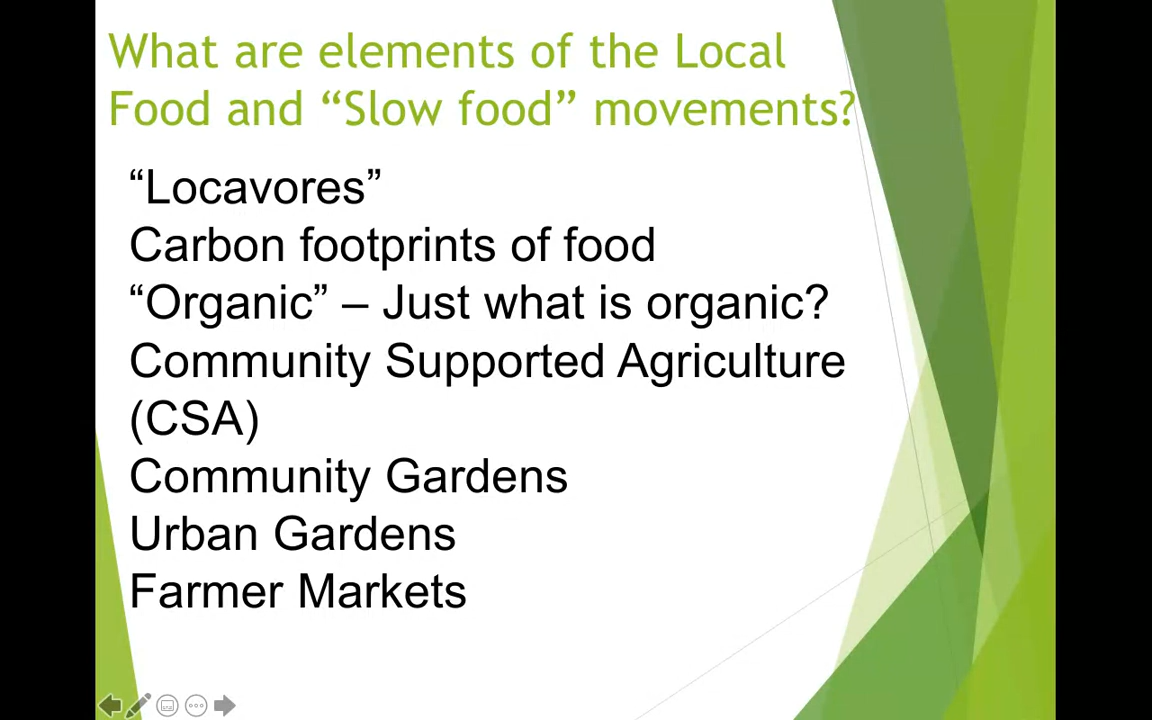 What are elements of the Local
Food and “Slow food” movements?
“Locavores”
Carbon footprints of food
“Organic” – Just what is organic?
Community Supported Agriculture
(CSA)
Community Gardens
Urban Gardens
Farmer Markets